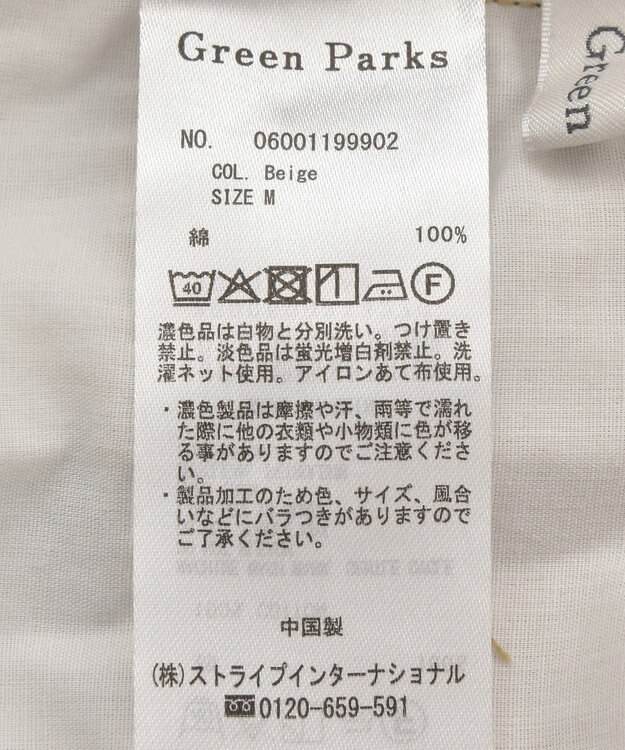 Green Parks
Green
NO. 06001199902
COL. Beige
SIZE M
綿 100%
40 F
濃色品は白物と分別洗い。つけ置き
禁止。淡色品は蛍光増白剤禁止。洗
濯ネット使用。アイロンあて布使用。
・濃色製品は摩擦や汗、雨等で濡れ
た際に他の衣類や小物類に色が移
る事がありますのでご注意くださ
い。
・製品加工のため色、サイズ、風合
いなどにバラつきがありますので
ご了承ください。
中国製
(株)ストライプインターナショナル
0120-659-591